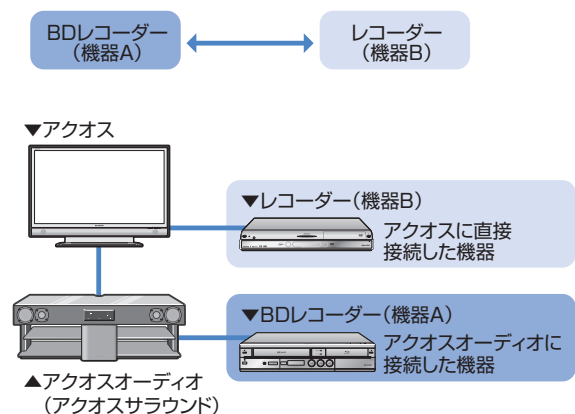 BDレコーダー
(機器A)
レコーダー
(機器B)
▼アクオス
▼レコーダー(機器B)
アクオスに直接
接続した機器
▼BDレコーダー(機器A)
アクオスオーディオに
接続した機器
▲アクオスオーディオ
(アクオスサラウンド)